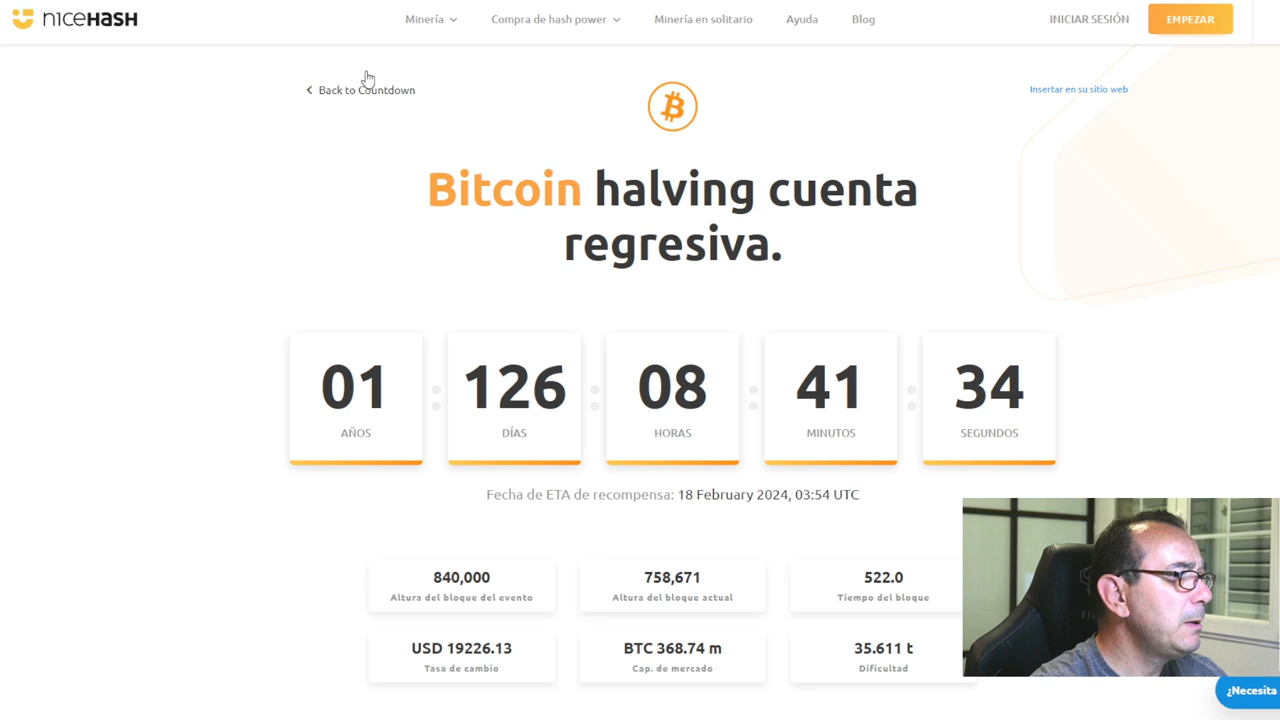 niceHASH
Minería
Compra de hash power
Minería en solitario
Ayuda
Blog
INICIAR SESIÓN
EMPEZAR
Back to Countdown
Insertar en su sitio web
Bitcoin halving cuenta
regresiva.
01 126 08 41 34
AÑOS DÍAS HORAS MINUTOS SEGUNDOS
Fecha de ETA de recompensa: 18 February 2024, 03:54 UTC
840,000 758,671 522.0
Altura del bloque del evento Altura del bloque actual Tiempo del bloque
USD 19226.13 BTC 368.74 m 35.611 t
Tasa de cambio Cap. de mercado Dificultad
¿Necesita